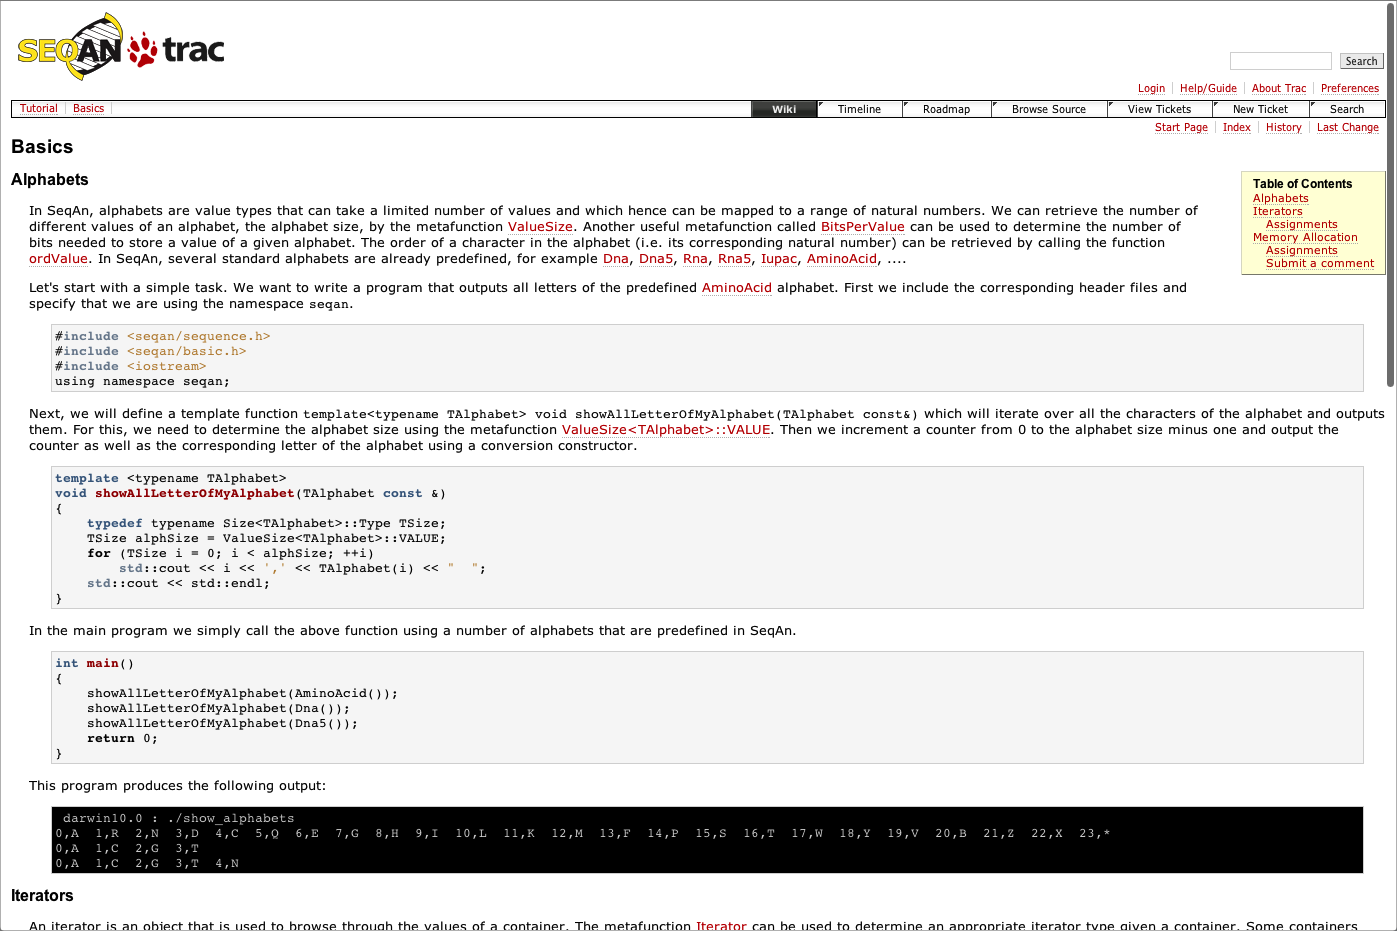 SEQAN trac
Search
Login Help/Guide About Trac Preferences
Tutorial Basics Wiki Timeline Roadmap Browse Source View Tickets New Ticket Search
Start Page Index History Last Change
Basics
Alphabets
Table of Contents
Alphabets
Iterators
Assignments
Memory Allocation
Assignments
Submit a comment
In SeqAn, alphabets are value types that can take a limited number of values and which hence can be mapped to a range of natural numbers. We can retrieve the number of
different values of an alphabet, the alphabet size, by the metafunction ValueSize. Another useful metafunction called BitsPerValue can be used to determine the number of
bits needed to store a value of a given alphabet. The order of a character in the alphabet (i.e. its corresponding natural number) can be retrieved by calling the function
ordValue. In SeqAn, several standard alphabets are already predefined, for example Dna, Dna5, Rna, Rna5, Iupac, AminoAcid, ....
Let's start with a simple task. We want to write a program that outputs all letters of the predefined AminoAcid alphabet. First we include the corresponding header files and
specify that we are using the namespace seqan.
#include <seqan/sequence.h>
#include <seqan/basic.h>
#include <iostream>
using namespace seqan;
Next, we will define a template function template<typename TAlphabet> void showAllLetterOfMyAlphabet(TAlphabet const&) which will iterate over all the characters of the alphabet and outputs
them. For this, we need to determine the alphabet size using the metafunction ValueSize<TAlphabet>::VALUE. Then we increment a counter from 0 to the alphabet size minus one and output the
counter as well as the corresponding letter of the alphabet using a conversion constructor.
template <typename TAlphabet>
void showAllLetterOfMyAlphabet(TAlphabet const &)
{
    typedef typename Size<TAlphabet>::Type TSize;
    TSize alphSize = ValueSize<TAlphabet>::VALUE;
    for (TSize i = 0; i < alphSize; ++i)
        std::cout << i << ',' << TAlphabet(i) << "  ";
    std::cout << std::endl;
}
In the main program we simply call the above function using a number of alphabets that are predefined in SeqAn.
int main()
{
    showAllLetterOfMyAlphabet(AminoAcid());
    showAllLetterOfMyAlphabet(Dna());
    showAllLetterOfMyAlphabet(Dna5());
    return 0;
}
This program produces the following output:
darwin10.0 : ./show_alphabets
0,A  1,R  2,N  3,D  4,C  5,Q  6,E  7,G  8,H  9,I  10,L  11,K  12,M  13,F  14,P  15,S  16,T  17,W  18,Y  19,V  20,B  21,Z  22,X  23,*
0,A  1,C  2,G  3,T
0,A  1,C  2,G  3,T  4,N
Iterators
An iterator is an object that is used to browse through the values of a container. The metafunction Iterator can be used to determine an appropriate iterator type given a container. Some containers